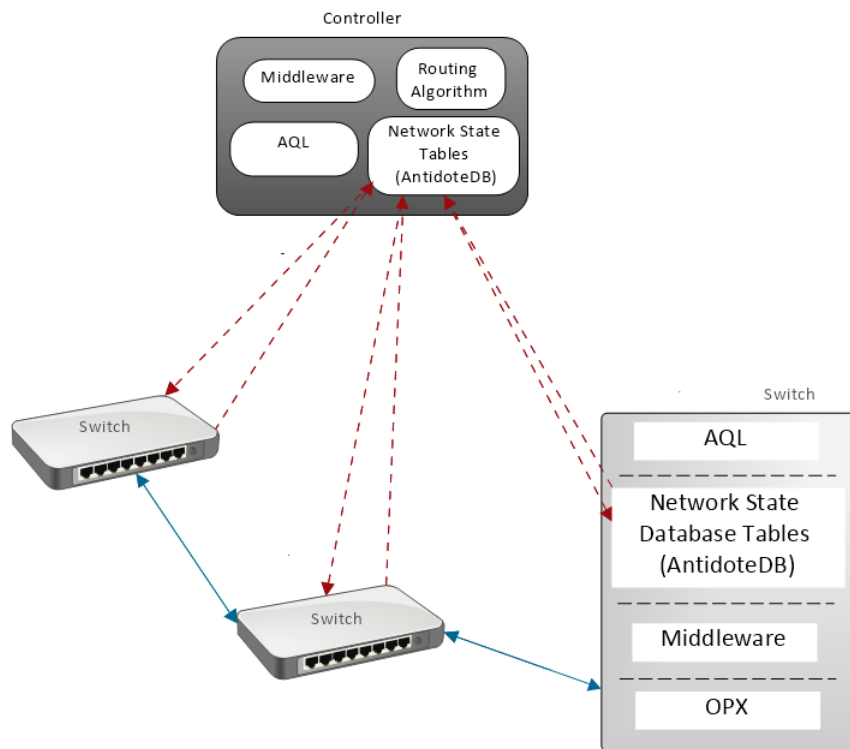 Controller
Middleware
Routing
Algorithm
AQL
Network State
Tables
(AntidoteDB)
Switch
Switch
Switch
AQL
Network State
Database Tables
(AntidoteDB)
Middleware
OPX